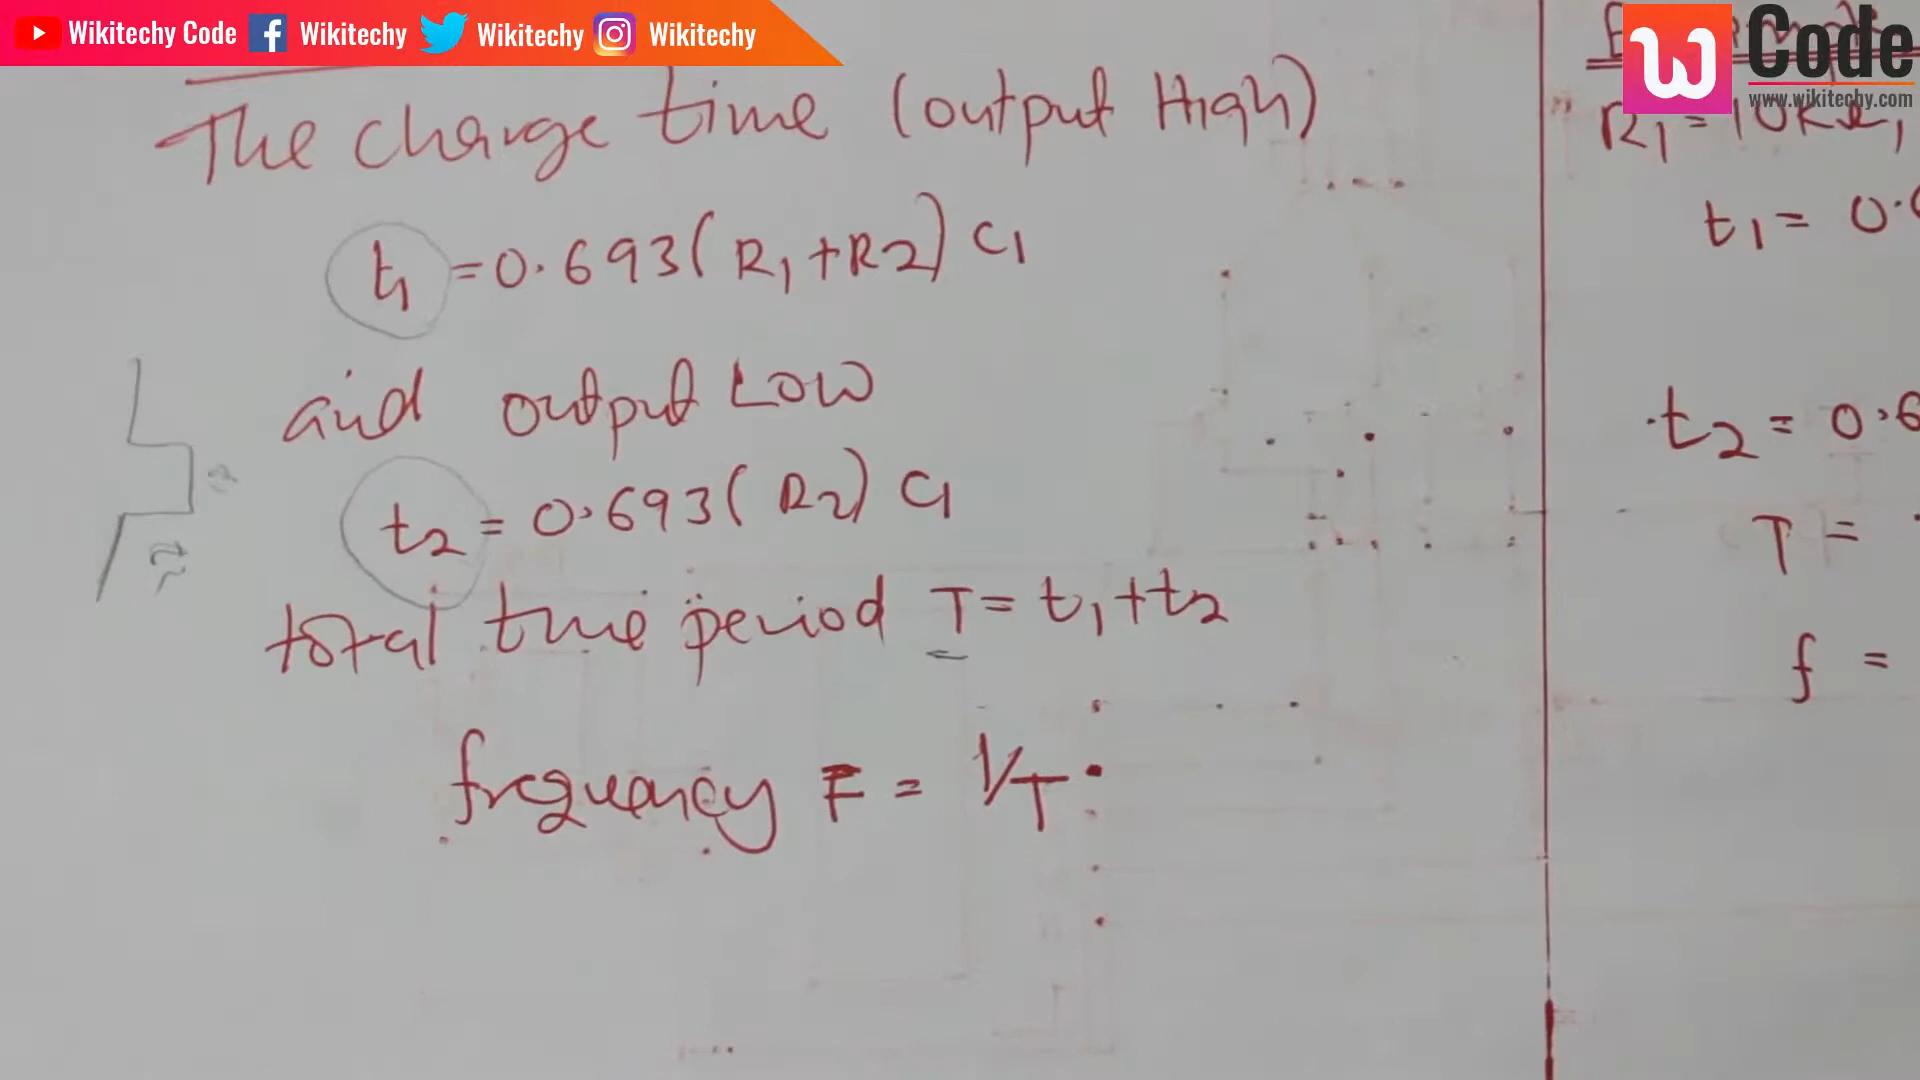 Wikitechy Code Wikitechy Wikitechy Wikitechy
W Code
www.wikitechy.com
The charge time (output High)
t1 = 0.693(R1+R2) C1
and output Low
t2 = 0.693( R2) C1
total time period T = t1+t2
frequency F = 1/T
R1 = 10K
t1 = 0.
t2 = 0.6
T =
f =